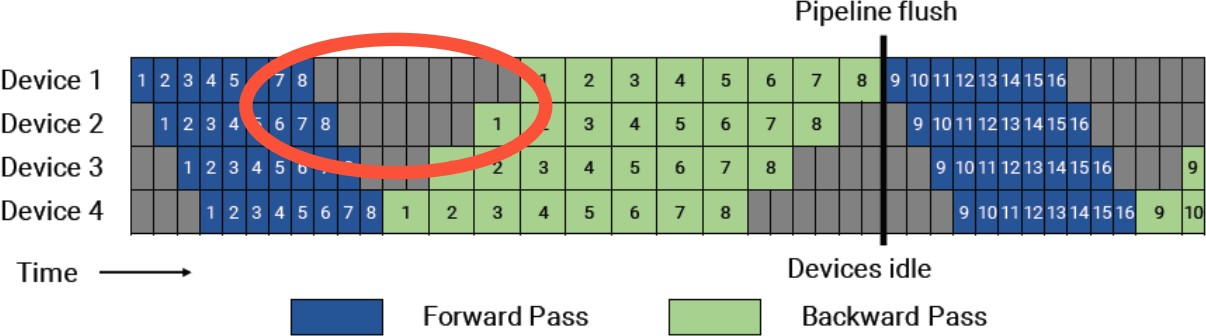 Pipeline flush
Device 1 1 2 3 4 5 7 8 1 2 3 4 5 6 7 8 9 10 11 12 13 14 15 16
Device 2 1 2 3 4 5 6 7 8 1 2 3 4 5 6 7 8 9 10 11 12 13 14 15 16
Device 3 1 2 3 4 5 6 7 8 2 3 4 5 6 7 8 9 10 11 12 13 14 15 16 9
Device 4 1 2 3 4 5 6 7 8 1 2 3 4 5 6 7 8 9 10 11 12 13 14 15 16 9 10
Time
Devices idle
Forward Pass
Backward Pass